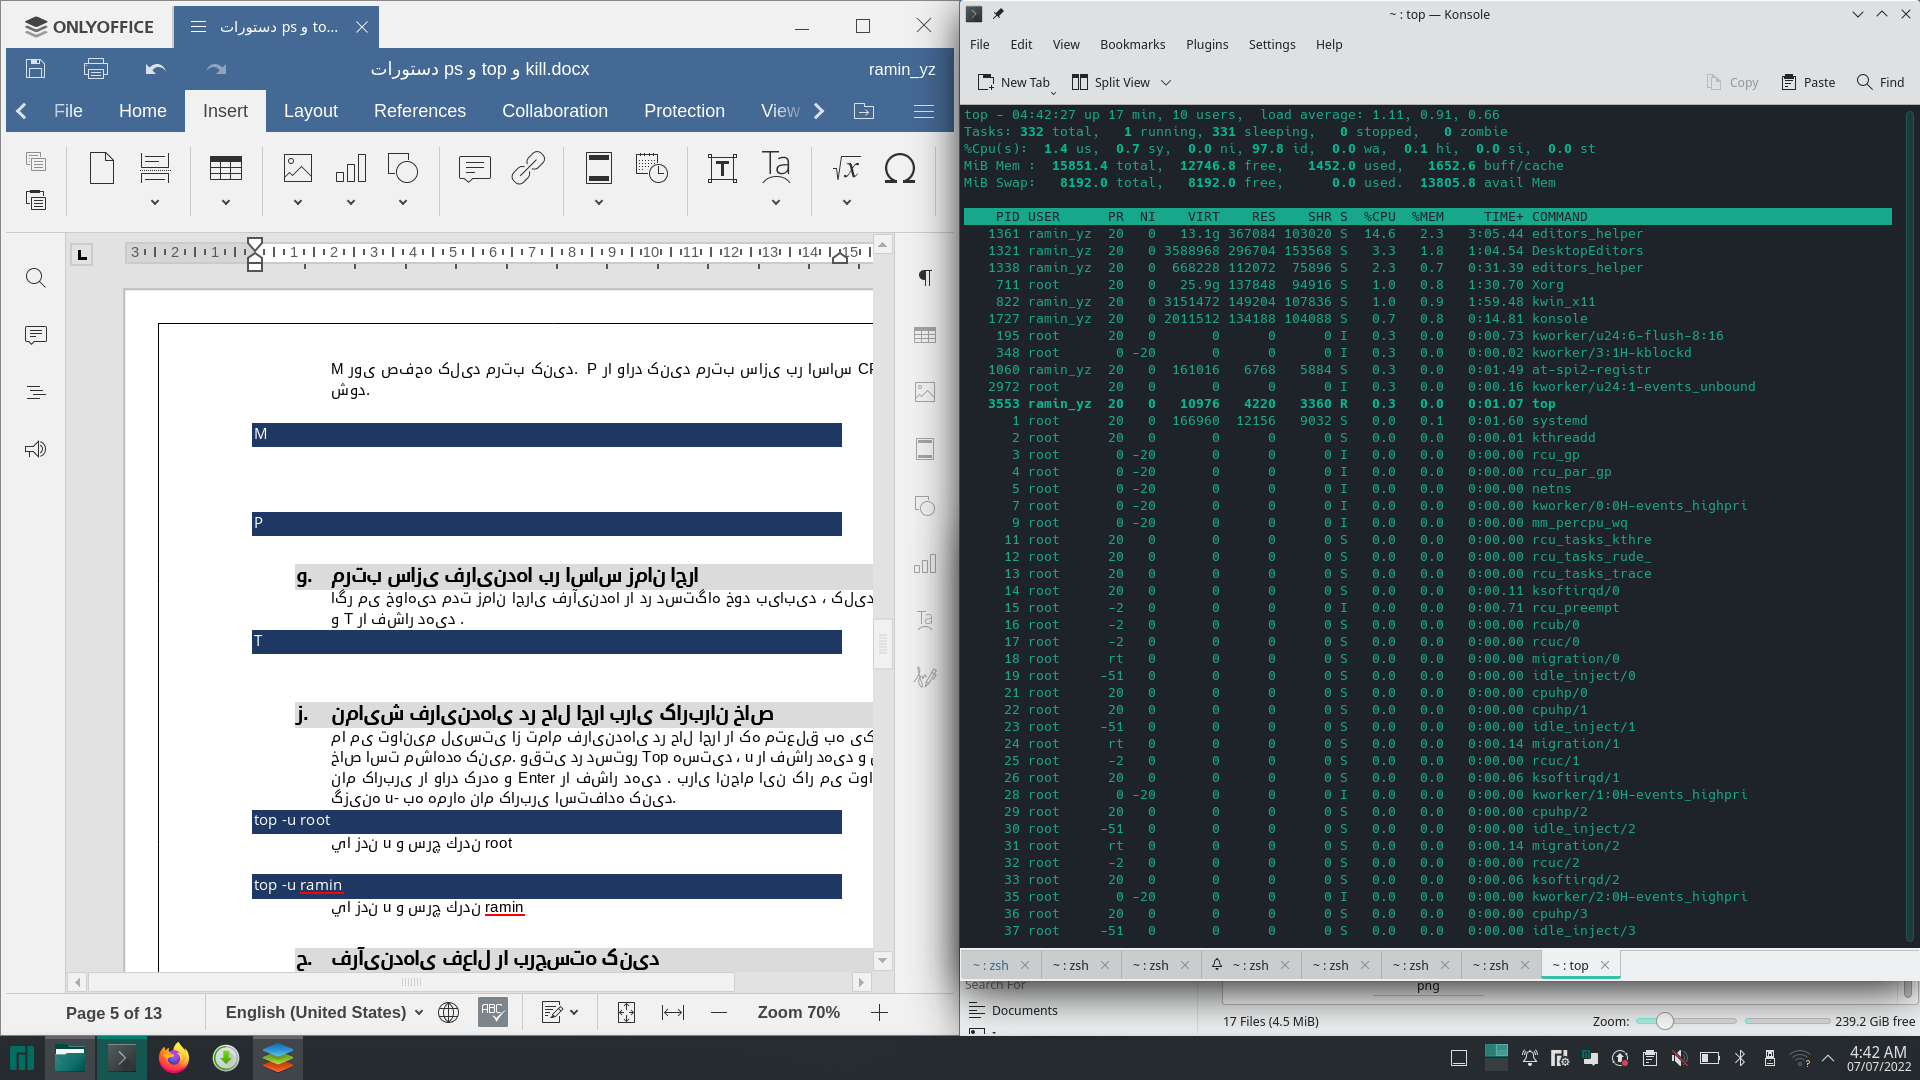 ONLYOFFICE
دستورات ps و to...
دستورات ps و top و kill.docx
ramin_yz
File Home Insert Layout References Collaboration Protection View
M روی صفحه کلید مرتب کنید. P را وارد کنید مرتب سازی بر اساس CP
شود.
M
P
و. مرتب سازی فرایندها بر اساس زمان اجرا
اگر می خواهید مدت زمان اجرای فرآیندها را در دستگاه خود بیابید ، کلید
و T را فشار دهید .
T
ز. نمایش فرایندهای در حال اجرا برای کاربران خاص
خاص است مشاهده کنیم. وقتی در دستور Top هستید ، u را فشار دهید و
نام کاربری را وارد کرده و Enter را فشار دهید . برای انجام این کار می توا
گزینه u- به همراه نام کاربری استفاده کنید.
top -u root
یا زدن u و سرچ کردن root
top -u ramin
یا زدن u و سرچ کردن ramin
ح. فرآیندهای فعال را برجسته کنید
Page 5 of 13 English (United States) Zoom 70%
~ : top — Konsole
File Edit View Bookmarks Plugins Settings Help
New Tab Split View Copy Paste Find
top - 04:42:27 up 17 min, 10 users,  load average: 1.11, 0.91, 0.66
Tasks: 332 total,   1 running, 331 sleeping,   0 stopped,   0 zombie
%Cpu(s):  1.4 us,  0.7 sy,  0.0 ni, 97.8 id,  0.0 wa,  0.1 hi,  0.0 si,  0.0 st
MiB Mem :  15851.4 total,  12746.8 free,   1452.0 used,   1652.6 buff/cache
MiB Swap:   8192.0 total,   8192.0 free,      0.0 used.  13805.8 avail Mem
PID USER PR NI VIRT RES SHR S %CPU %MEM TIME+ COMMAND
1361 ramin_yz 20 0 13.1g 367084 103020 S 14.6 2.3 3:05.44 editors_helper
1321 ramin_yz 20 0 3588968 296704 153568 S 3.3 1.8 1:04.54 DesktopEditors
1338 ramin_yz 20 0 668228 112072 75896 S 2.3 0.7 0:31.39 editors_helper
711 root 20 0 25.9g 137848 94916 S 1.0 0.8 1:30.70 Xorg
822 ramin_yz 20 0 3151472 149204 107836 S 1.0 0.9 1:59.48 kwin_x11
1727 ramin_yz 20 0 2011512 134188 104088 S 0.7 0.8 0:14.81 konsole
195 root 20 0 0 0 0 I 0.3 0.0 0:00.73 kworker/u24:6-flush-8:16
348 root 0 -20 0 0 0 I 0.3 0.0 0:00.02 kworker/3:1H-kblockd
1060 ramin_yz 20 0 161016 6768 5884 S 0.3 0.0 0:01.49 at-spi2-registr
2972 root 20 0 0 0 0 I 0.3 0.0 0:00.16 kworker/u24:1-events_unbound
3553 ramin_yz 20 0 10976 4220 3360 R 0.3 0.0 0:01.07 top
1 root 20 0 166960 12156 9032 S 0.0 0.1 0:01.60 systemd
2 root 20 0 0 0 0 S 0.0 0.0 0:00.01 kthreadd
3 root 0 -20 0 0 0 I 0.0 0.0 0:00.00 rcu_gp
4 root 0 -20 0 0 0 I 0.0 0.0 0:00.00 rcu_par_gp
5 root 0 -20 0 0 0 I 0.0 0.0 0:00.00 netns
7 root 0 -20 0 0 0 I 0.0 0.0 0:00.00 kworker/0:0H-events_highpri
9 root 0 -20 0 0 0 I 0.0 0.0 0:00.00 mm_percpu_wq
11 root 20 0 0 0 0 S 0.0 0.0 0:00.00 rcu_tasks_kthre
12 root 20 0 0 0 0 S 0.0 0.0 0:00.00 rcu_tasks_rude_
13 root 20 0 0 0 0 S 0.0 0.0 0:00.00 rcu_tasks_trace
14 root 20 0 0 0 0 S 0.0 0.0 0:00.11 ksoftirqd/0
15 root -2 0 0 0 0 I 0.0 0.0 0:00.71 rcu_preempt
16 root -2 0 0 0 0 S 0.0 0.0 0:00.00 rcub/0
17 root -2 0 0 0 0 S 0.0 0.0 0:00.00 rcuc/0
18 root rt 0 0 0 0 S 0.0 0.0 0:00.00 migration/0
19 root -51 0 0 0 0 S 0.0 0.0 0:00.00 idle_inject/0
21 root 20 0 0 0 0 S 0.0 0.0 0:00.00 cpuhp/0
22 root 20 0 0 0 0 S 0.0 0.0 0:00.00 cpuhp/1
23 root -51 0 0 0 0 S 0.0 0.0 0:00.00 idle_inject/1
24 root rt 0 0 0 0 S 0.0 0.0 0:00.14 migration/1
25 root -2 0 0 0 0 S 0.0 0.0 0:00.00 rcuc/1
26 root 20 0 0 0 0 S 0.0 0.0 0:00.06 ksoftirqd/1
28 root 0 -20 0 0 0 I 0.0 0.0 0:00.00 kworker/1:0H-events_highpri
29 root 20 0 0 0 0 S 0.0 0.0 0:00.00 cpuhp/2
30 root -51 0 0 0 0 S 0.0 0.0 0:00.00 idle_inject/2
31 root rt 0 0 0 0 S 0.0 0.0 0:00.14 migration/2
32 root -2 0 0 0 0 S 0.0 0.0 0:00.00 rcuc/2
33 root 20 0 0 0 0 S 0.0 0.0 0:00.06 ksoftirqd/2
35 root 0 -20 0 0 0 I 0.0 0.0 0:00.00 kworker/2:0H-events_highpri
36 root 20 0 0 0 0 S 0.0 0.0 0:00.00 cpuhp/3
37 root -51 0 0 0 0 S 0.0 0.0 0:00.00 idle_inject/3
~ : zsh ~ : zsh ~ : zsh ~ : zsh ~ : zsh ~ : zsh ~ : zsh ~ : top
Search For png
Documents
17 Files (4.5 MiB) Zoom: 239.2 GiB free
4:42 AM
07/07/2022